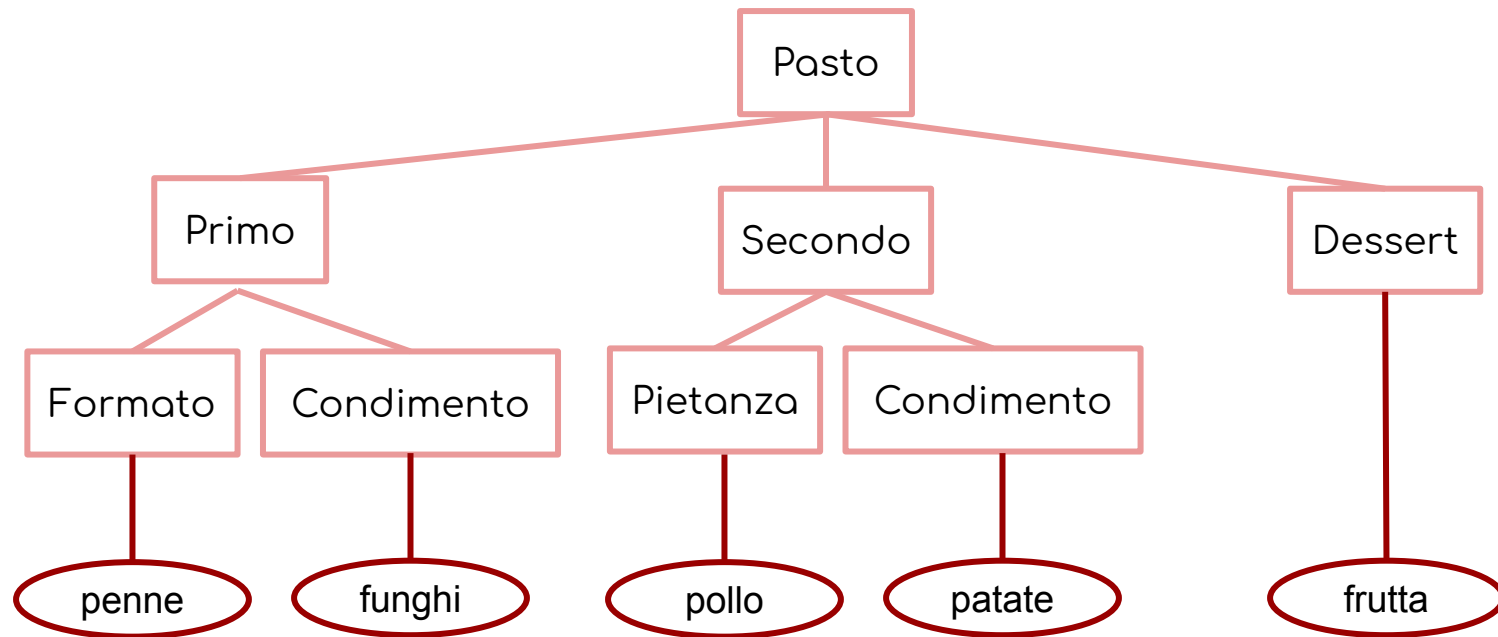 Pasto
Primo
Secondo
Dessert
Formato
Condimento
Pietanza
Condimento
penne
funghi
pollo
patate
frutta